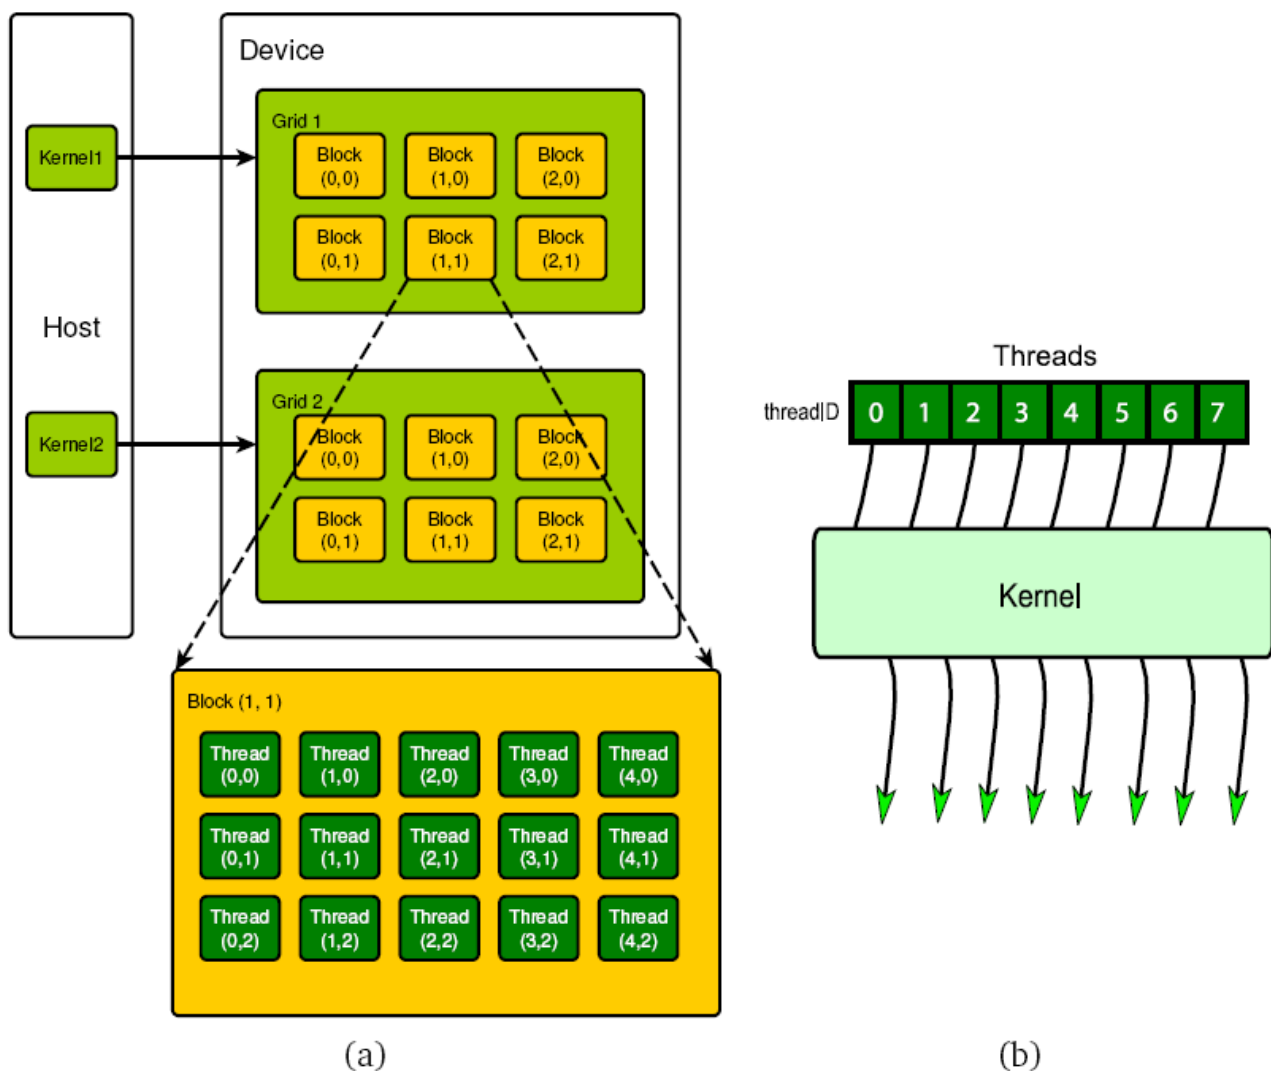 Device
Grid 1
Kernel1
Block
(0,0)
Block
(1,0)
Block
(2,0)
Block
(0,1)
Block
(1,1)
Block
(2,1)
Host
Grid 2
Kernel2
Block
(0,0)
Block
(1,0)
Block
(2,0)
Block
(0,1)
Block
(1,1)
Block
(2,1)
Block (1, 1)
Thread
(0,0)
Thread
(1,0)
Thread
(2,0)
Thread
(3,0)
Thread
(4,0)
Thread
(0,1)
Thread
(1,1)
Thread
(2,1)
Thread
(3,1)
Thread
(4,1)
Thread
(0,2)
Thread
(1,2)
Thread
(2,2)
Thread
(3,2)
Thread
(4,2)
(a)
Threads
threadID 0 1 2 3 4 5 6 7
Kernel
(b)